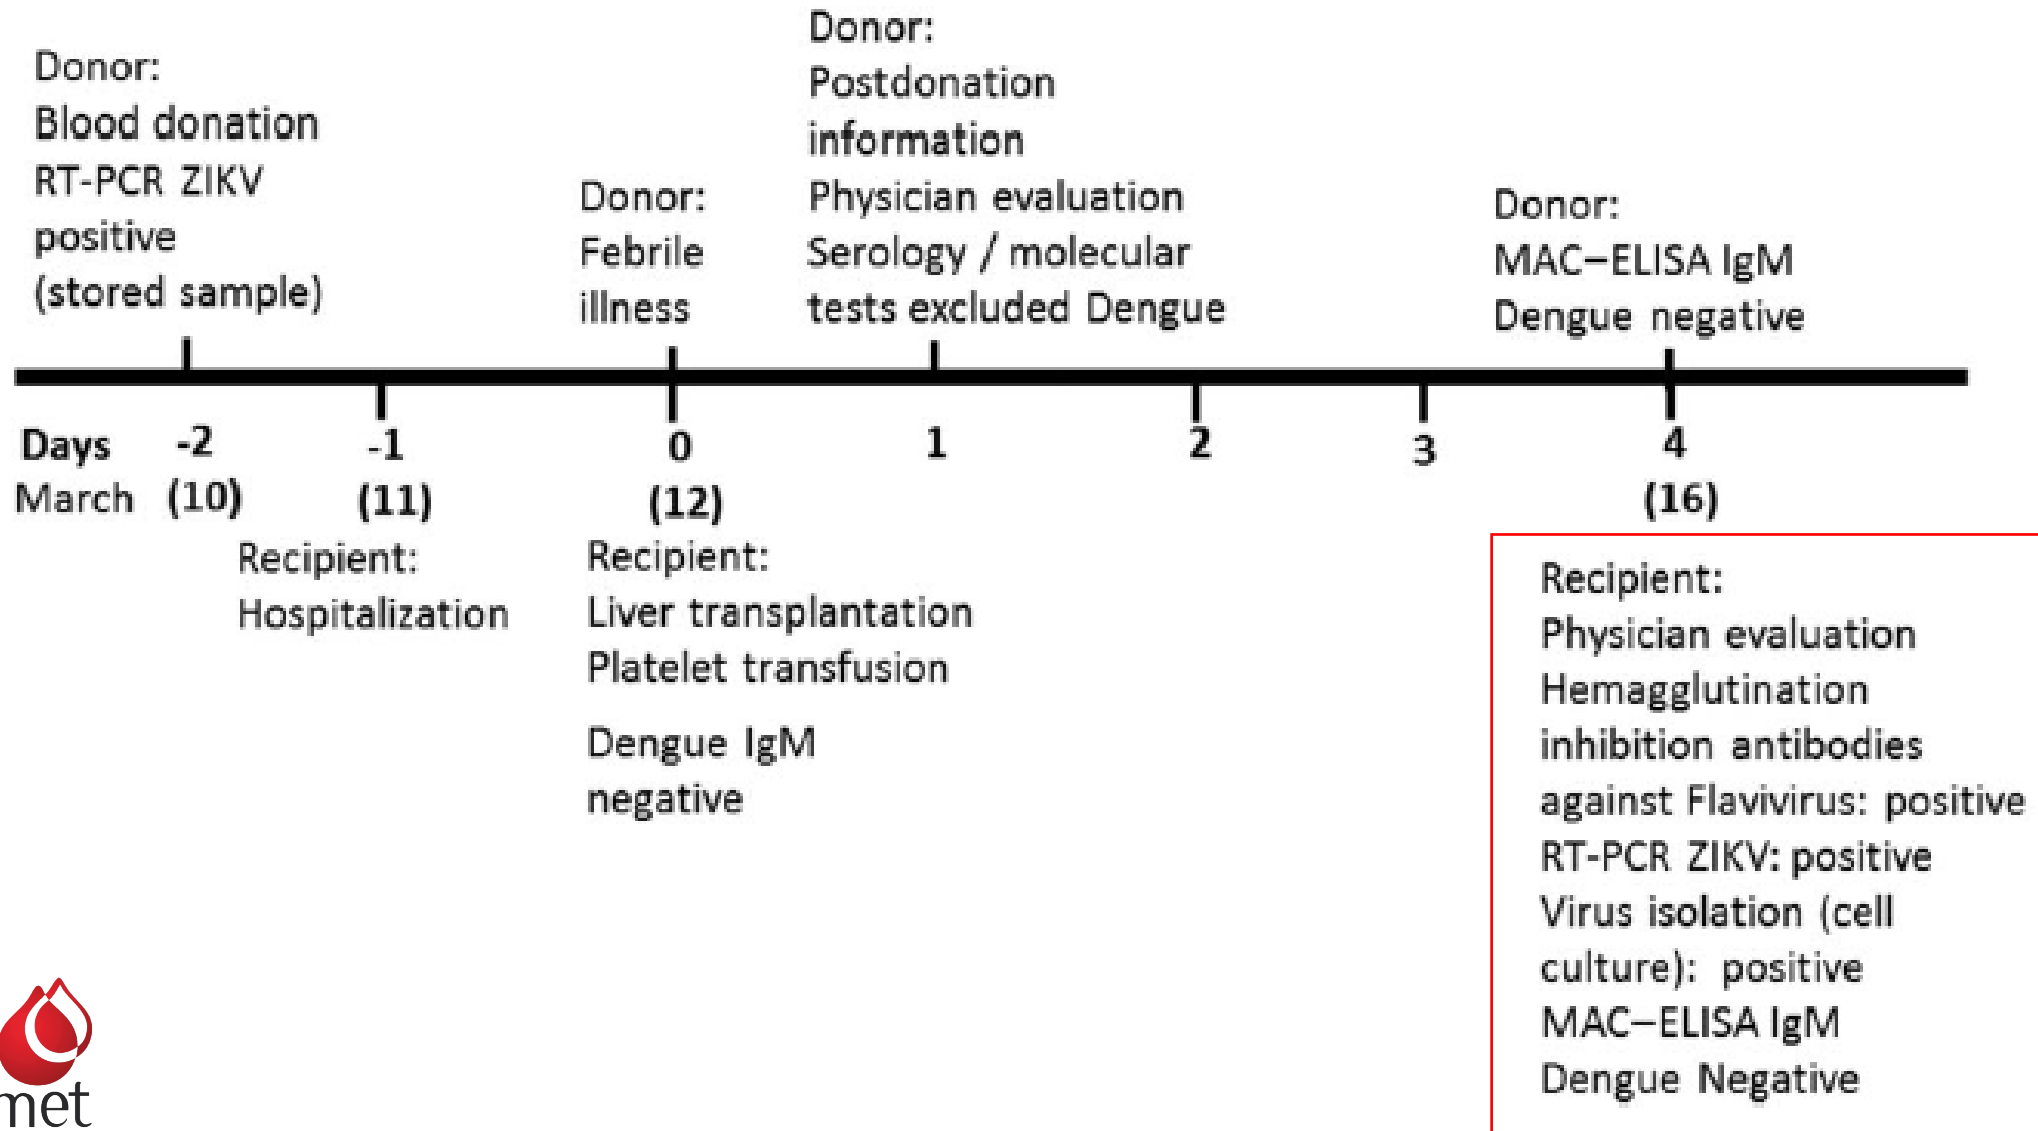 Donor:
Blood donation
RT-PCR ZIKV
positive
(stored sample)
Donor:
Febrile
illness
Donor:
Postdonation
information
Physician evaluation
Serology / molecular
tests excluded Dengue
Donor:
MAC–ELISA IgM
Dengue negative
Days -2 -1 0 1 2 3 4
March (10) (11) (12) (16)
Recipient:
Hospitalization
Recipient:
Liver transplantation
Platelet transfusion
Dengue IgM
negative
Recipient:
Physician evaluation
Hemagglutination
inhibition antibodies
against Flavivirus: positive
RT-PCR ZIKV: positive
Virus isolation (cell
culture): positive
MAC–ELISA IgM
Dengue Negative
met